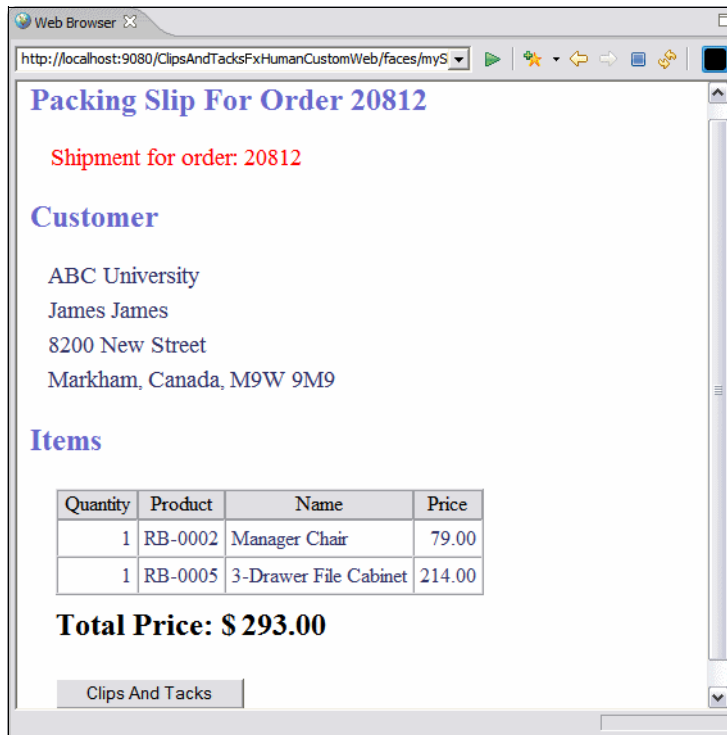 Web Browser
http://localhost:9080/ClipsAndTacksFxHumanCustomWeb/faces/myS
Packing Slip For Order 20812
Shipment for order: 20812
Customer
ABC University
James James
8200 New Street
Markham, Canada, M9W 9M9
Items
Quantity Product Name Price
1 RB-0002 Manager Chair 79.00
1 RB-0005 3-Drawer File Cabinet 214.00
Total Price: $ 293.00
Clips And Tacks